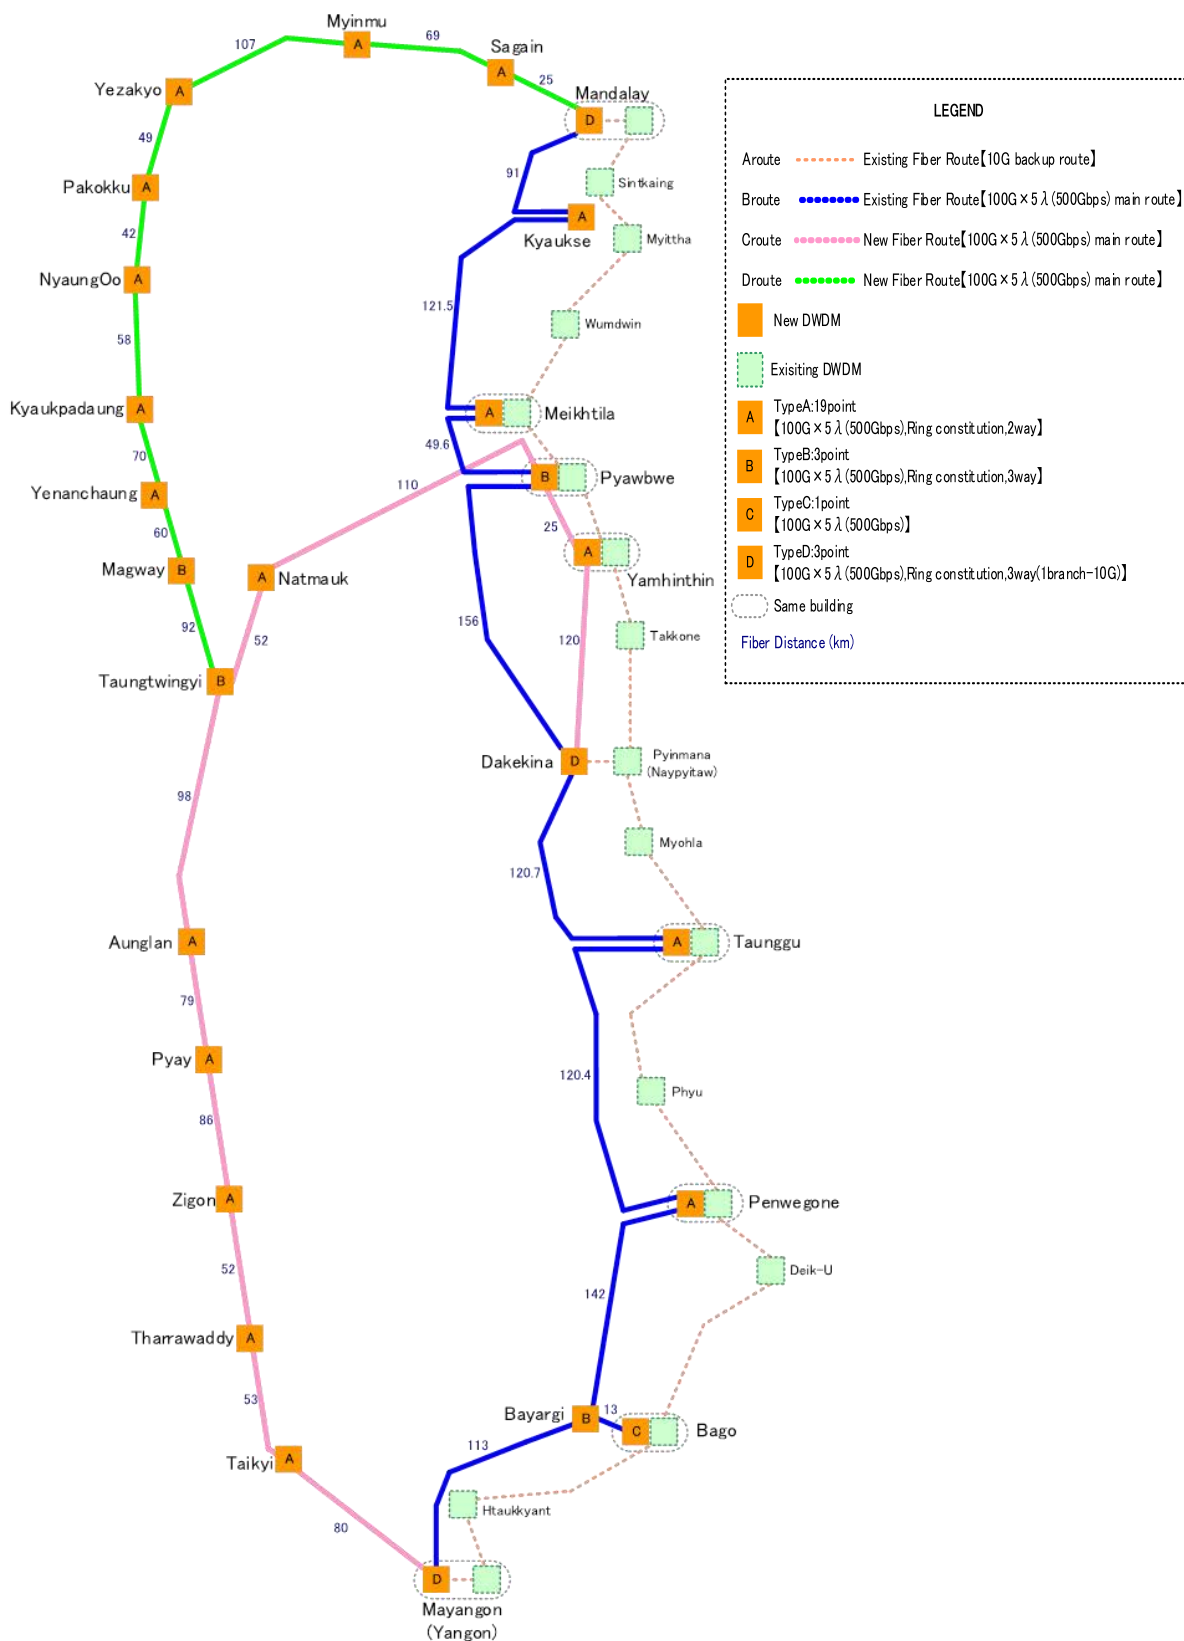 Myinmu
A
107
69
Sagain
A
25
Yezakyo
A
Mandalay
D
49
91
Sintkaing
Pakokku
A
A
Kyaukse
Myittha
42
NyaungOo
A
121.5
58
Wumdwin
Kyaukpadaung
A
A
Meikhtila
49.6
70
110
B
Pyawbwe
Yenanchaung
A
25
60
A
Yamhinthin
Magway
B
A
Natmauk
92
52
156
120
Takkone
Taungtwingyi
B
Dakekina
D
Pyinmana
(Naypyitaw)
98
Myohla
120.7
Aunglan
A
A
Taunggu
79
Pyay
A
120.4
Phyu
86
Zigon
A
A
Penwegone
52
Deik-U
142
Tharrawaddy
A
53
Bayargi
B
13
C
Bago
113
Taikyi
A
Htaukkyant
80
D
Mayangon
(Yangon)
LEGEND
Aroute Existing Fiber Route【10G backup route】
Broute Existing Fiber Route【100G×5λ(500Gbps) main route】
Croute New Fiber Route【100G×5λ(500Gbps) main route】
Droute New Fiber Route【100G×5λ(500Gbps) main route】
New DWDM
Exisiting DWDM
A TypeA:19point
【100G×5λ(500Gbps),Ring constitution,2way】
B TypeB:3point
【100G×5λ(500Gbps),Ring constitution,3way】
C TypeC:1point
【100G×5λ(500Gbps)】
D TypeD:3point
【100G×5λ(500Gbps),Ring constitution,3way(1branch-10G)】
Same building
Fiber Distance (km)